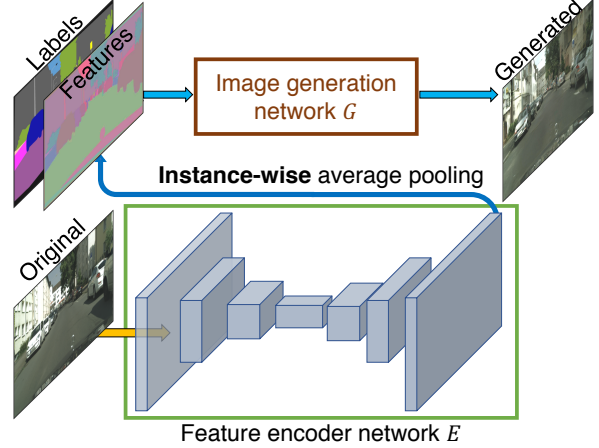 Labels
Features
Image generation
network G
Generated
Instance-wise average pooling
Original
Feature encoder network E